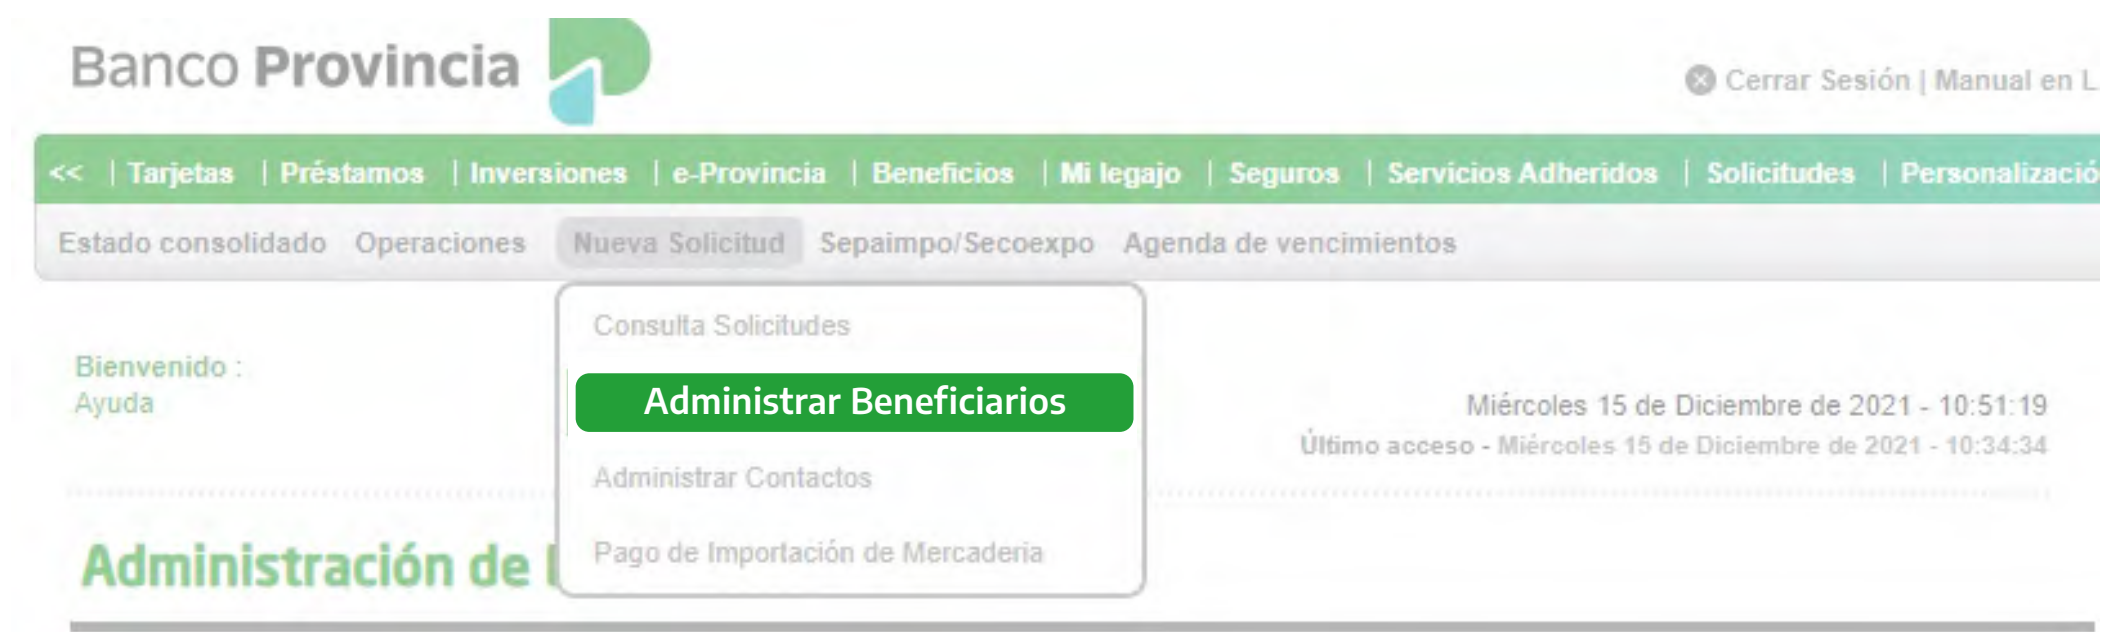 Banco Provincia
Cerrar Sesión | Manual en L
<< | Tarjetas | Préstamos | Inversiones | e-Provincia | Beneficios | Mi legajo | Seguros | Servicios Adheridos | Solicitudes | Personalizació
Estado consolidado Operaciones Nueva Solicitud Sepaimpo/Secoexpo Agenda de vencimientos
Consulta Solicitudes
Administrar Beneficiarios
Administrar Contactos
Pago de Importación de Mercaderia
Bienvenido :
Ayuda
Miércoles 15 de Diciembre de 2021 - 10:51:19
Último acceso - Miércoles 15 de Diciembre de 2021 - 10:34:34
Administración de